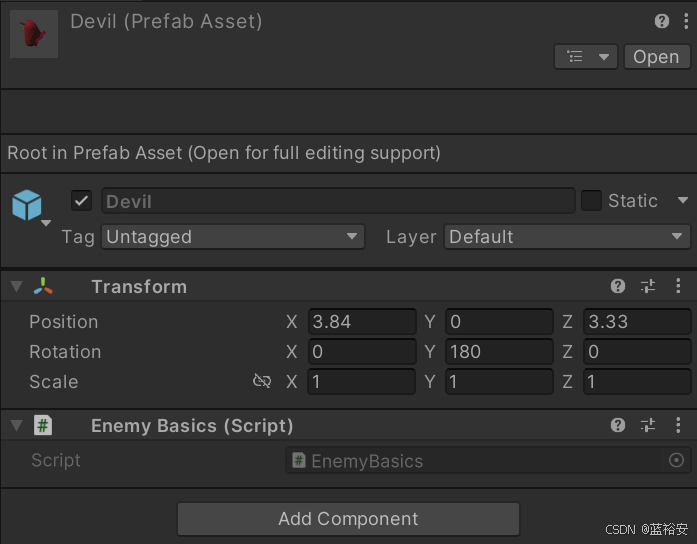 Devil (Prefab Asset)
Open
Root in Prefab Asset (Open for full editing support)
Devil
Static
Tag Untagged Layer Default
Transform
Position X 3.84 Y 0 Z 3.33
Rotation X 0 Y 180 Z 0
Scale X 1 Y 1 Z 1
# Enemy Basics (Script)
Script # EnemyBasics
Add Component
CSDN @蓝裕安